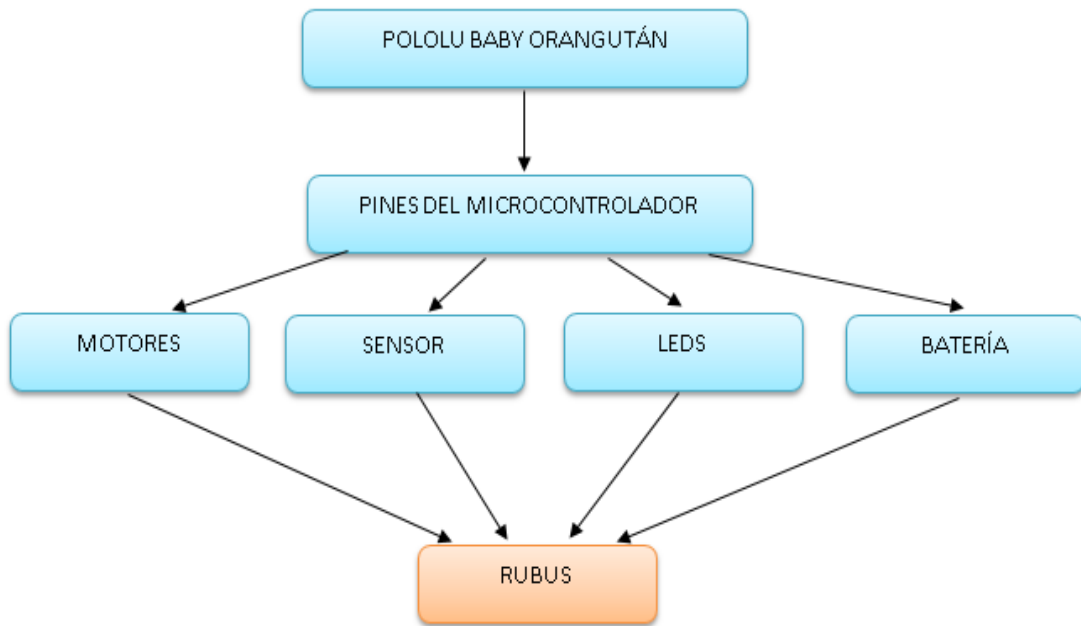 POLOLU BABY ORANGUTÁN
PINES DEL MICROCONTROLADOR
MOTORES
SENSOR
LEDS
BATERÍA
RUBUS